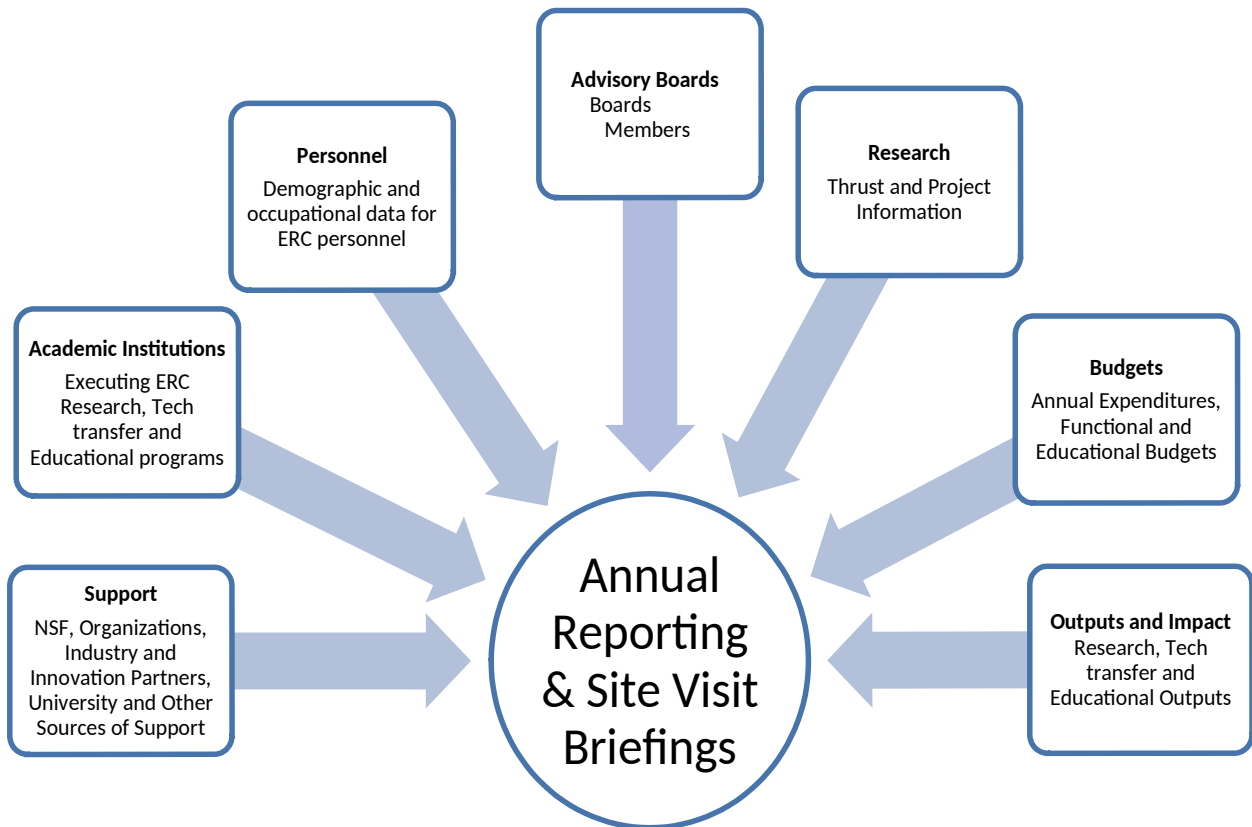 Advisory Boards
Boards
Members
Personnel
Demographic and
occupational data for
ERC personnel
Research
Thrust and Project
Information
Academic Institutions
Executing ERC
Research, Tech
transfer and
Educational programs
Budgets
Annual Expenditures,
Functional and
Educational Budgets
Support
NSF, Organizations,
Industry and
Innovation Partners,
University and Other
Sources of Support
Annual
Reporting
& Site Visit
Briefings
Outputs and Impact
Research, Tech
transfer and
Educational Outputs